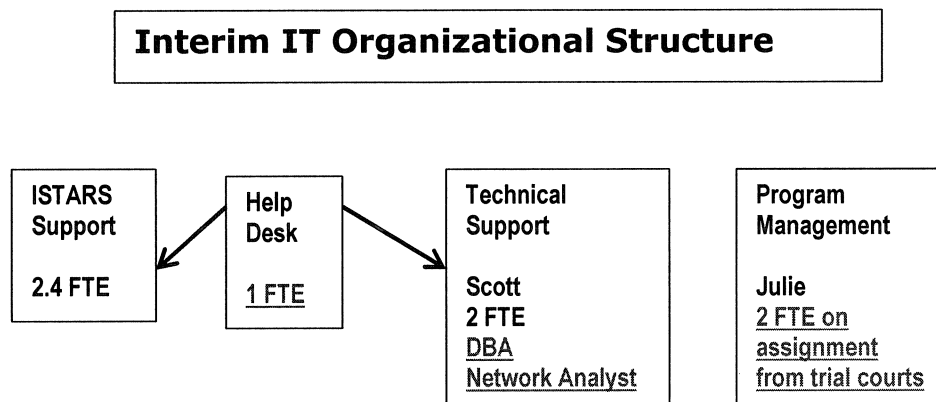 Interim IT Organizational Structure
ISTARS
Support
2.4 FTE
Help
Desk
1 FTE
Technical
Support
Scott
2 FTE
DBA
Network Analyst
Program
Management
Julie
2 FTE on
assignment
from trial courts